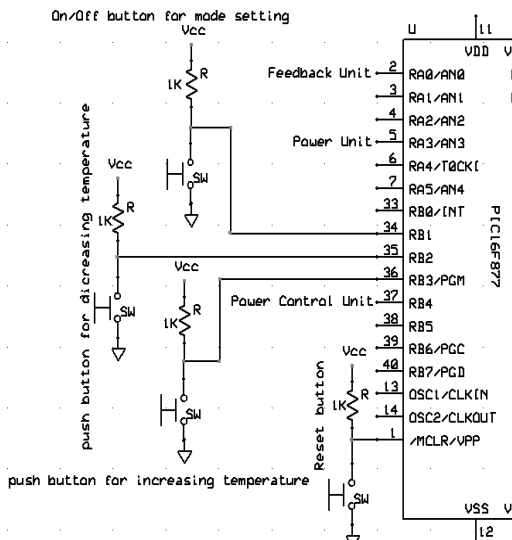 On/Off button for mode setting
Vcc
R
1K
SW
Vcc
R
1K
SW
push button for dicreasing temperature
Vcc
R
1K
SW
push button for increasing temperature
Vcc
R
1K
SW
Reset button
Feedback Unit
Power Unit
Power Control Unit
U
11
VDD
V
2 RA0/AN0
3 RA1/AN1
4 RA2/AN2
5 RA3/AN3
6 RA4/T0CKI
7 RA5/AN4
33 RB0/INT
34 RB1
35 RB2
36 RB3/PGM
37 RB4
38 RB5
39 RB6/PGC
40 RB7/PGD
13 OSC1/CLKIN
14 OSC2/CLKOUT
1 /MCLR/VPP
PIC16F877
VSS
V
12